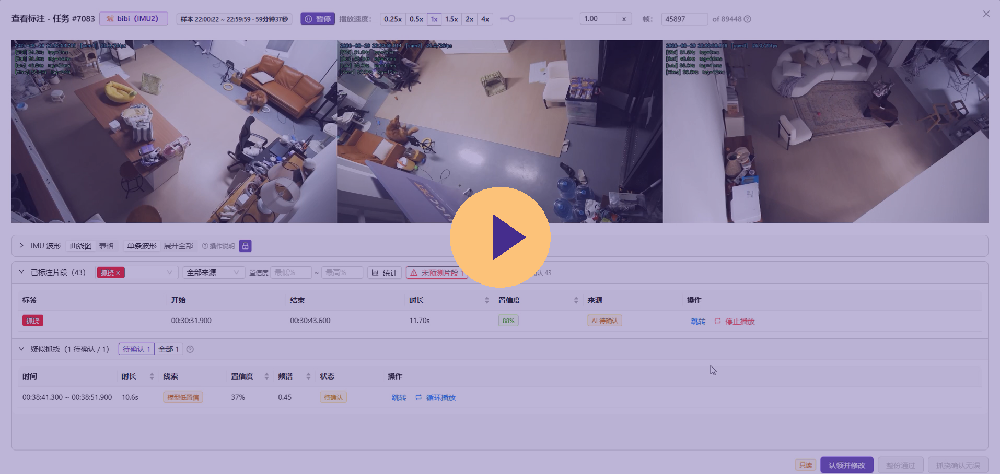 查看标注 - 任务 #7083 bibi（IMU2） 样本 22:00:22 ~ 22:59:59 · 59分钟37秒 暂停 播放速度： 0.25x 0.5x 1x 1.5x 2x 4x 1.00 x 帧： 45897 of 89448
IMU 波形 曲线图 表格 单条波形 展开全部 操作说明
已标注片段（43） 抓挠 × 全部来源 置信度 最低% ~ 最高% 统计 未预测片段 1 认 43
标签 开始 结束 时长 置信度 来源 操作
抓挠 00:30:31.900 00:30:43.600 11.70s 88% AI 待确认 跳转 停止播放
疑似抓挠（1 待确认 / 1） 待确认 1 全部 1
时间 时长 线索 置信度 频谱 状态 操作
00:38:41.300 ~ 00:38:51.900 10.6s 模型低置信 37% 0.45 待确认 跳转 循环播放
只读 认领并修改 整份通过 抓挠确认无误